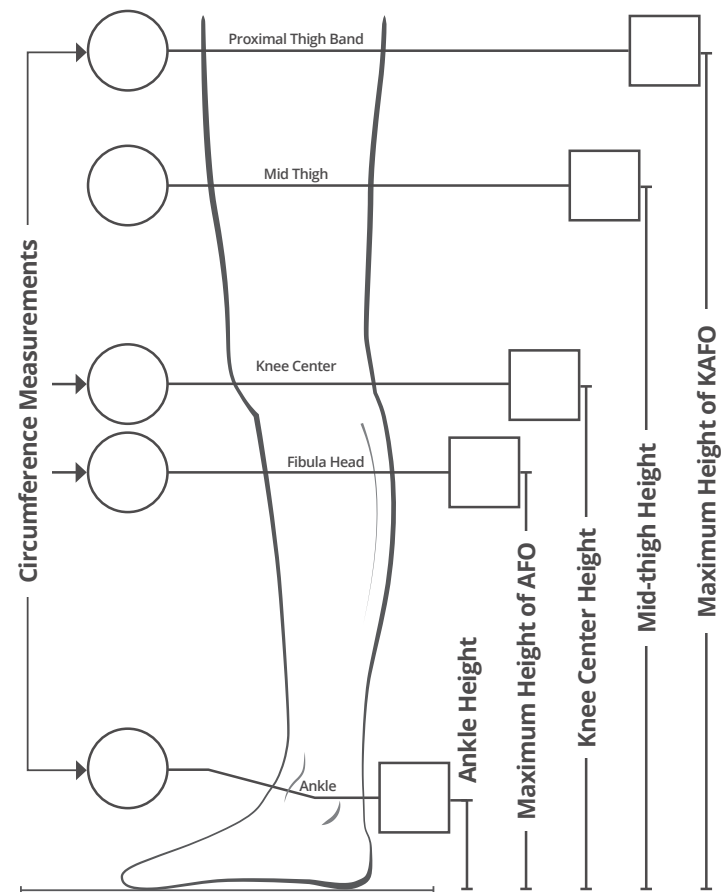 Proximal Thigh Band
Mid Thigh
Knee Center
Fibula Head
Ankle
Circumference Measurements
Ankle Height
Maximum Height of AFO
Knee Center Height
Mid-thigh Height
Maximum Height of KAFO